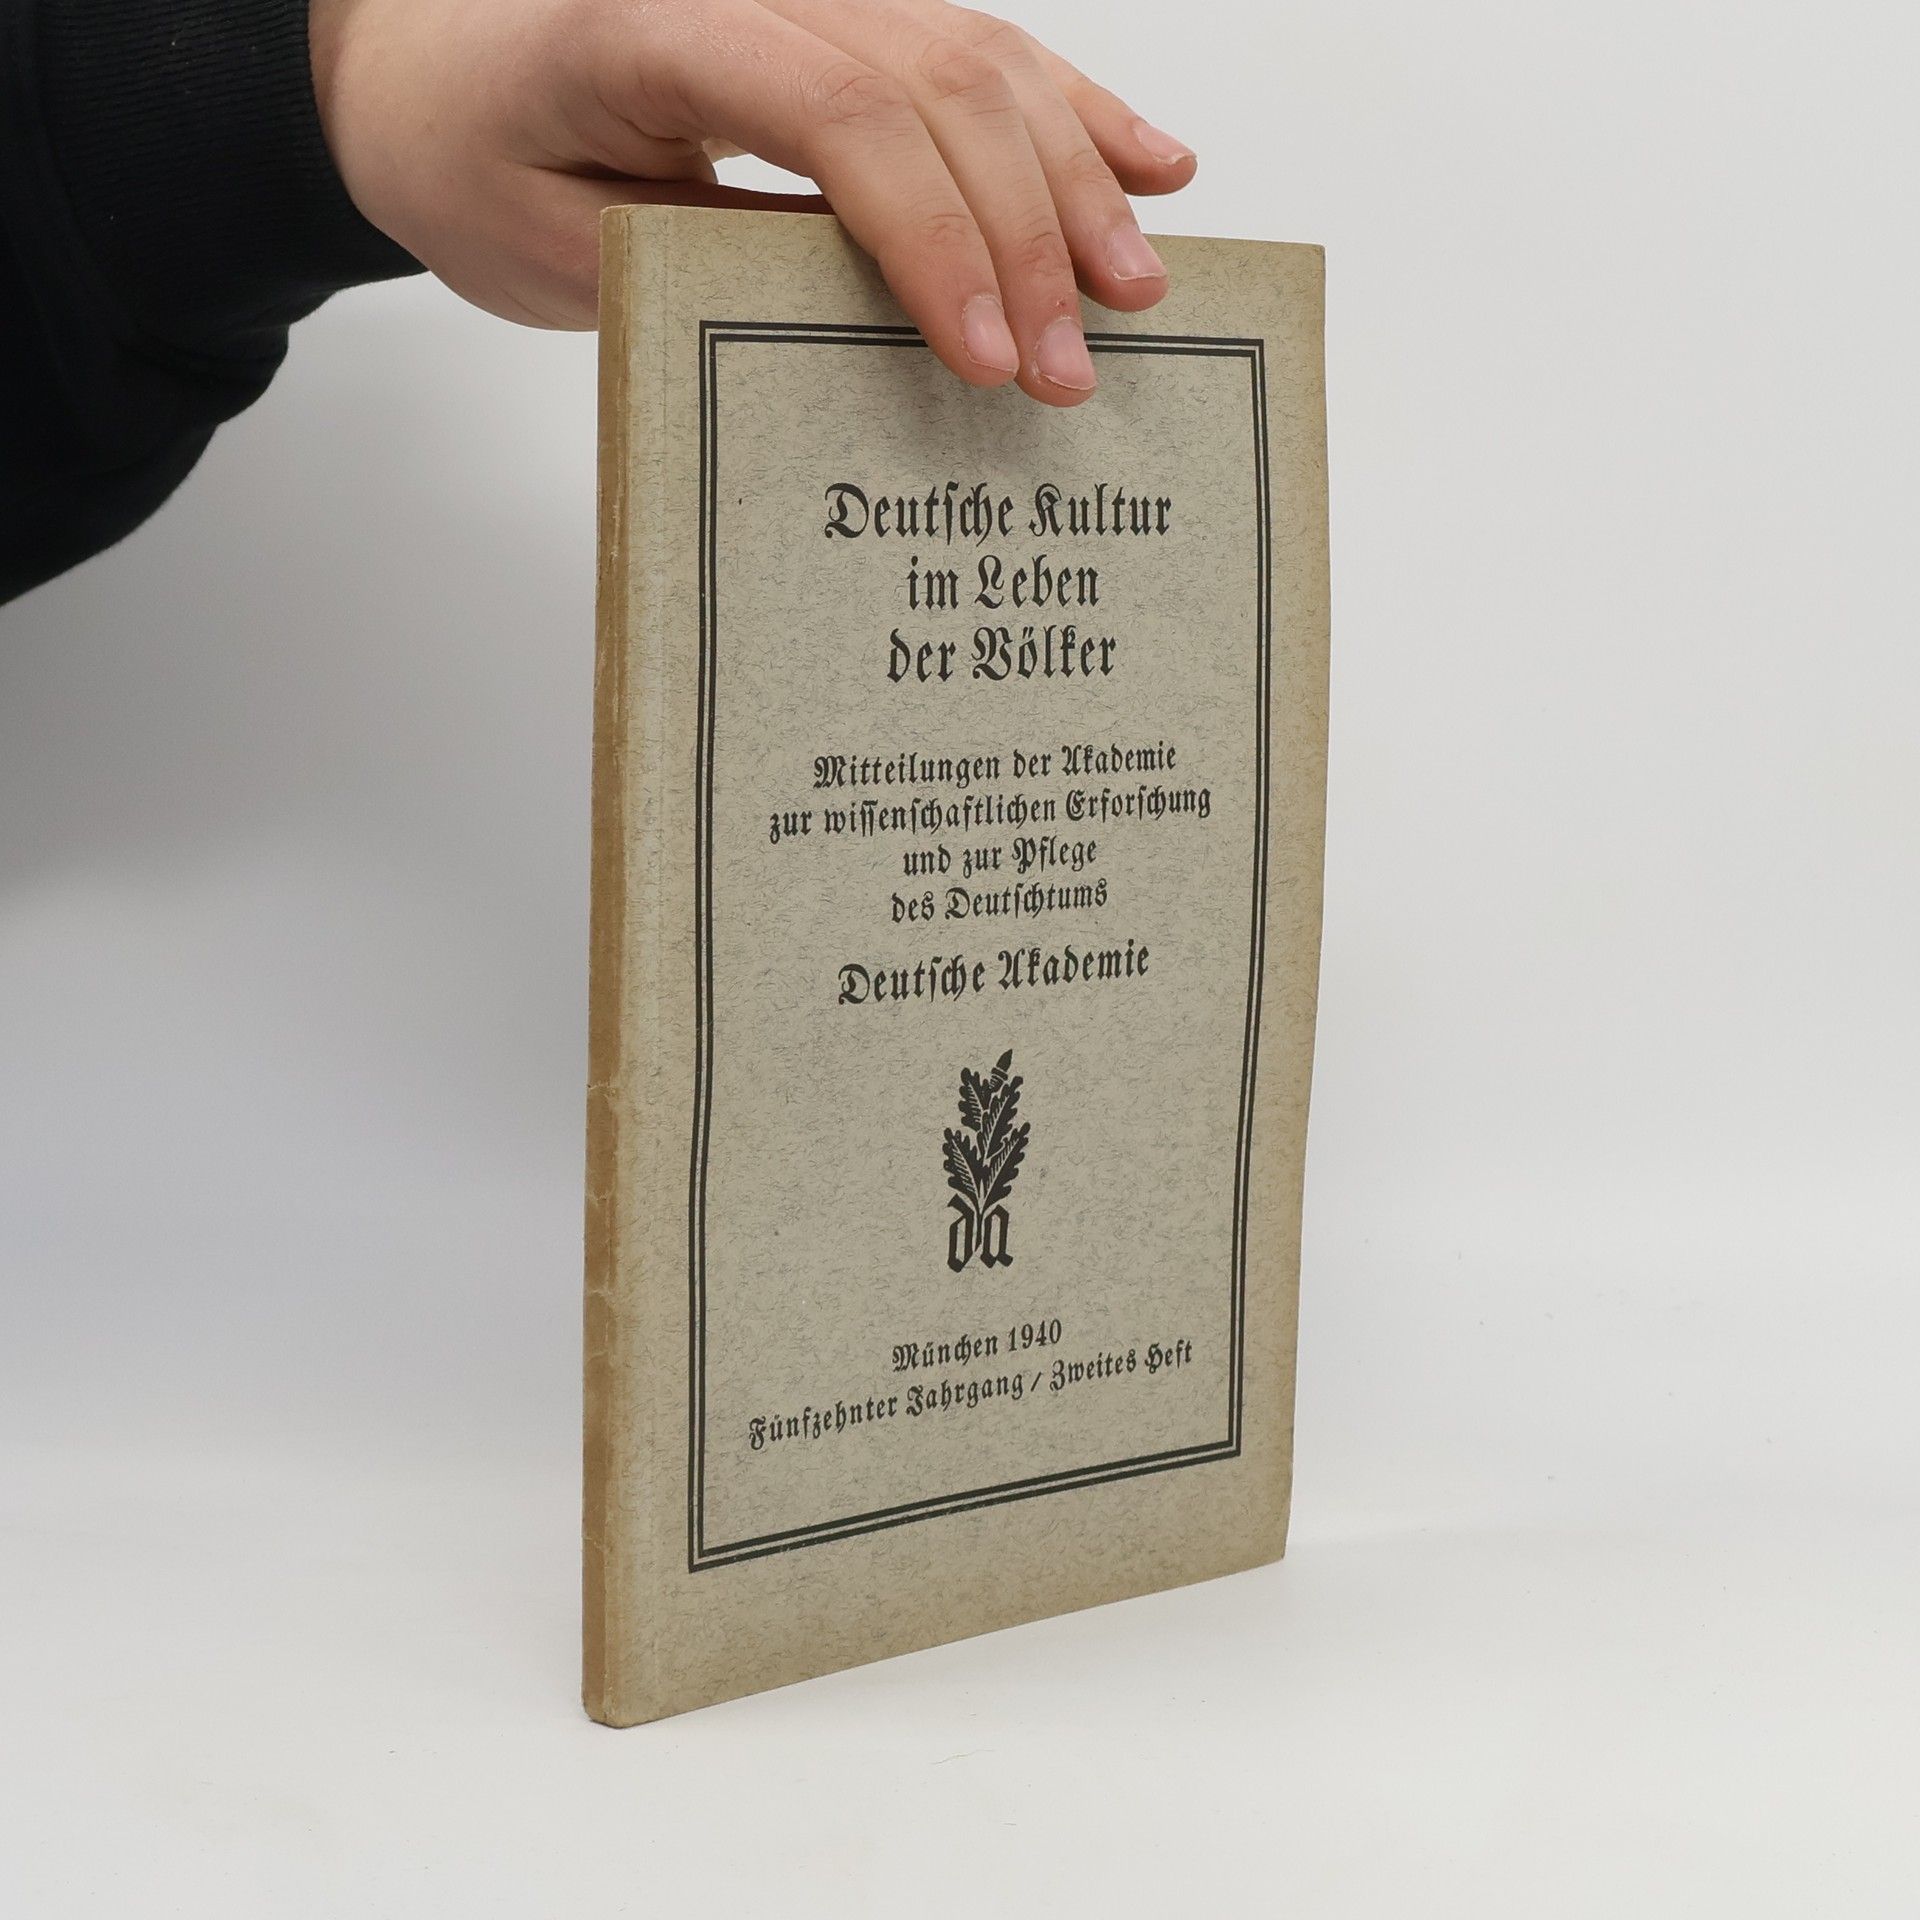 Deutsche Kultur
im Leben
der Völker
Mitteilungen der Akademie
zur wissenschaftlichen Erforschung
und zur Pflege
des Deutschtums
Deutsche Akademie
da
München 1940
Fünfzehnter Jahrgang / Zweites Heft